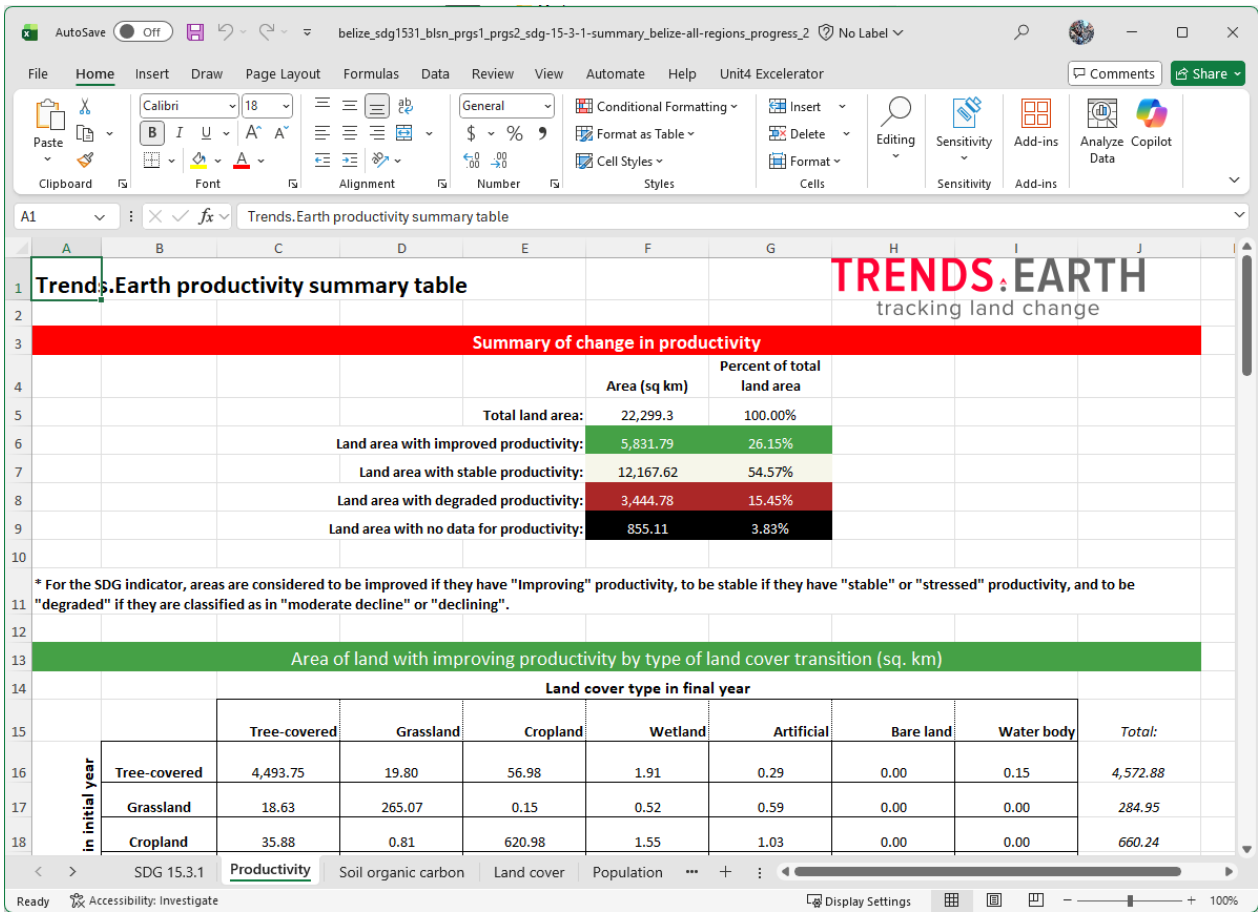 AutoSave Off belize_sdg1531_blsn_prgs1_prgs2_sdg-15-3-1-summary_belize-all-regions_progress_2 No Label
File Home Insert Draw Page Layout Formulas Data Review View Automate Help Unit4 Excelerator Comments Share
Calibri 18 ab General Conditional Formatting Insert
Paste B I U A A $ % Format as Table Delete Editing Sensitivity Add-ins Analyze Data Copilot
A Cell Styles Format
Clipboard Font Alignment Number Styles Cells Sensitivity Add-ins
A1 fx Trends.Earth productivity summary table
A B C D E F G H I J
1 Trends.Earth productivity summary table TRENDS.EARTH
2 tracking land change
3 Summary of change in productivity
4 Area (sq km) Percent of total land area
5 Total land area: 22,299.3 100.00%
6 Land area with improved productivity: 5,831.79 26.15%
7 Land area with stable productivity: 12,167.62 54.57%
8 Land area with degraded productivity: 3,444.78 15.45%
9 Land area with no data for productivity: 855.11 3.83%
10
* For the SDG indicator, areas are considered to be improved if they have "Improving" productivity, to be stable if they have "stable" or "stressed" productivity, and to be
11 "degraded" if they are classified as in "moderate decline" or "declining".
12
13 Area of land with improving productivity by type of land cover transition (sq. km)
14 Land cover type in final year
15 Tree-covered Grassland Cropland Wetland Artificial Bare land Water body Total:
in initial year
16 Tree-covered 4,493.75 19.80 56.98 1.91 0.29 0.00 0.15 4,572.88
17 Grassland 18.63 265.07 0.15 0.52 0.59 0.00 0.00 284.95
18 Cropland 35.88 0.81 620.98 1.55 1.03 0.00 0.00 660.24
SDG 15.3.1 Productivity Soil organic carbon Land cover Population
Ready Accessibility: Investigate Display Settings 100%